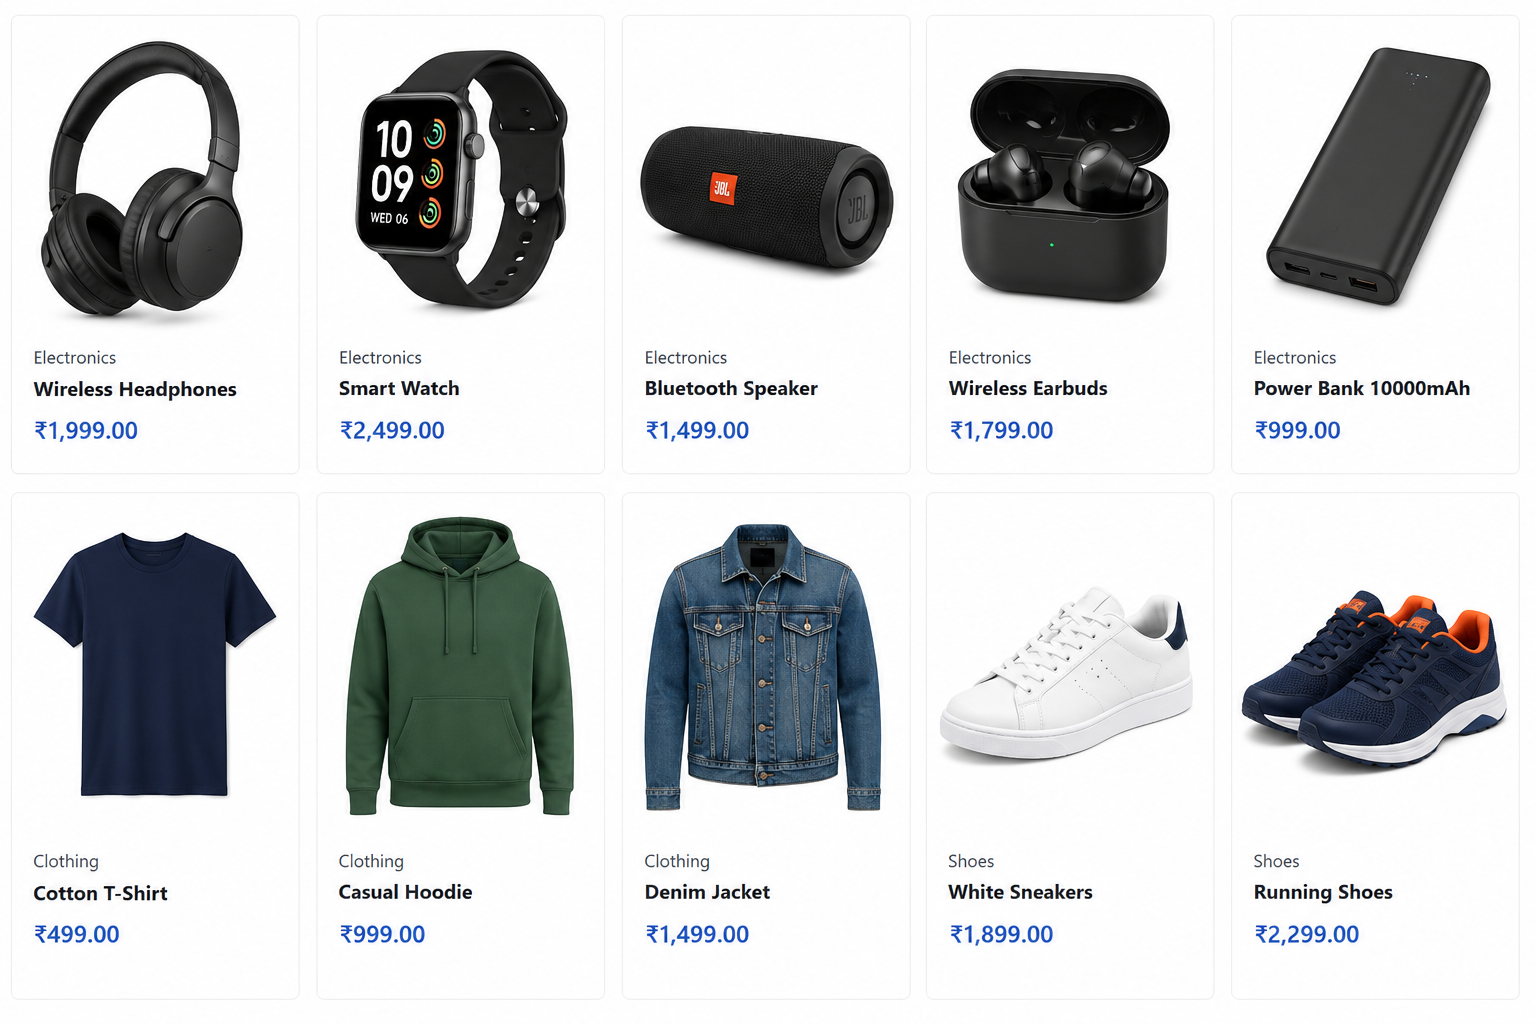 10
09
WED 06
JBL
JBL
Electronics
Wireless Headphones
₹1,999.00
Electronics
Smart Watch
₹2,499.00
Electronics
Bluetooth Speaker
₹1,499.00
Electronics
Wireless Earbuds
₹1,799.00
Electronics
Power Bank 10000mAh
₹999.00
Clothing
Cotton T-Shirt
₹499.00
Clothing
Casual Hoodie
₹999.00
Clothing
Denim Jacket
₹1,499.00
Shoes
White Sneakers
₹1,899.00
Shoes
Running Shoes
₹2,299.00